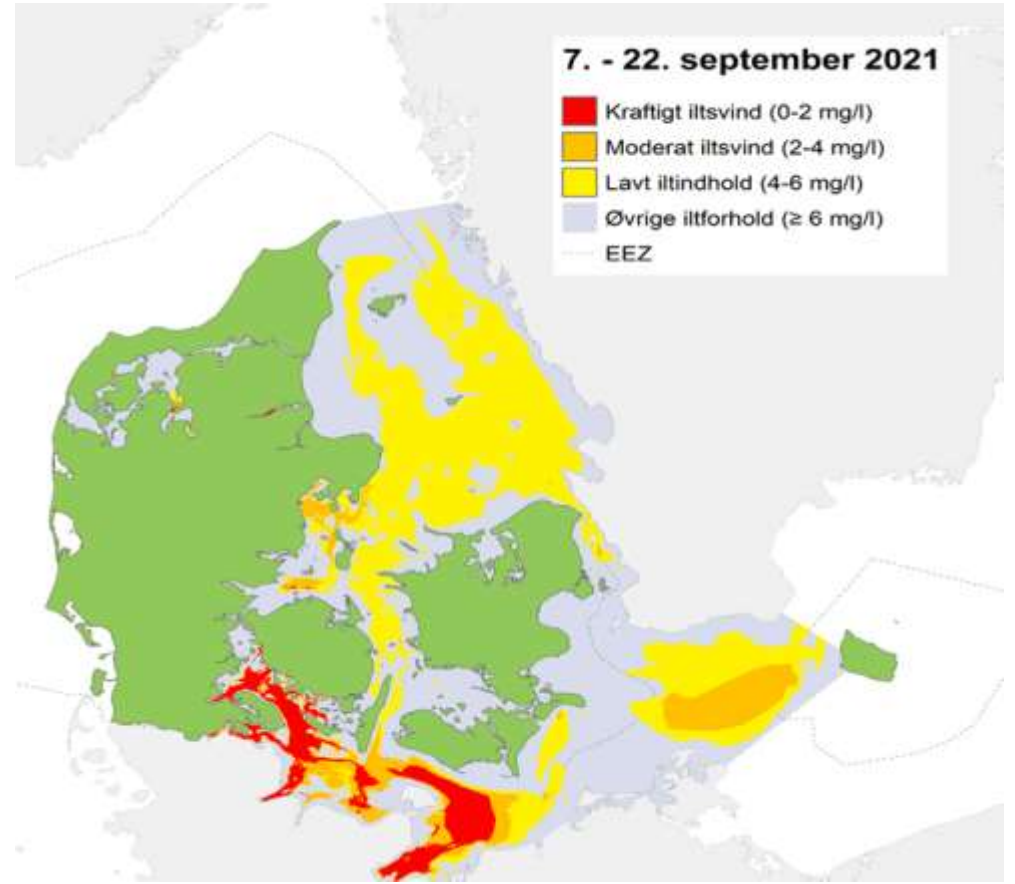 7. - 22. september 2021
Kraftigt iltsvind (0-2 mg/l)
Moderat iltsvind (2-4 mg/l)
Lavt iltindhold (4-6 mg/l)
Øvrige iltforhold (≥ 6 mg/l)
EEZ